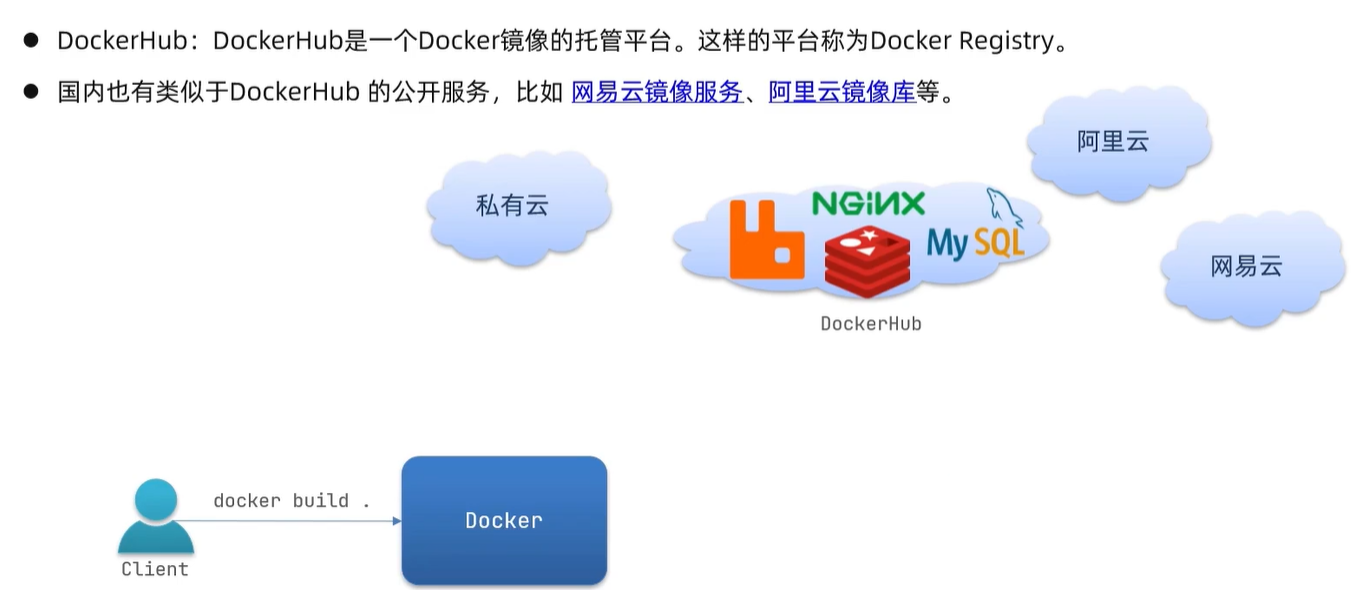 DockerHub：DockerHub是一个Docker镜像的托管平台。这样的平台称为Docker Registry。
国内也有类似于DockerHub 的公开服务，比如 网易云镜像服务、阿里云镜像库等。
阿里云
私有云
NGiNX
MySQL
网易云
DockerHub
docker build .
Docker
Client